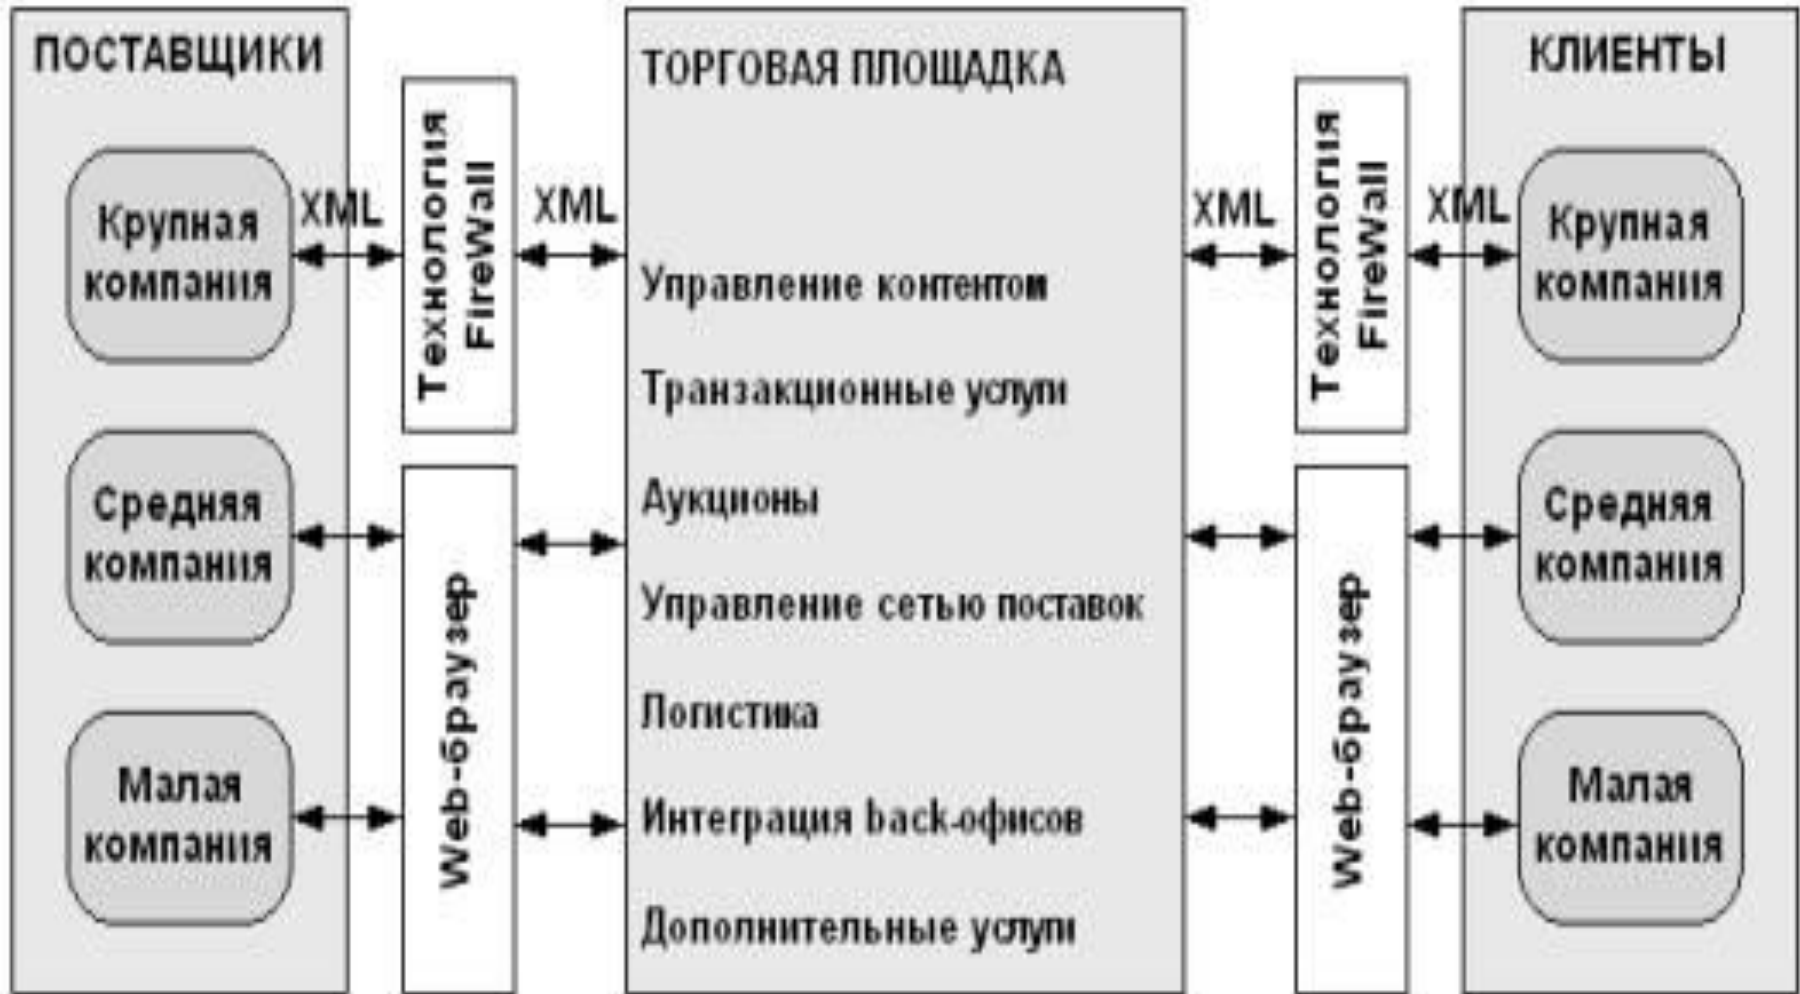 ПОСТАВЩИКИ
Крупная
компания
Средняя
компания
Малая
компания
XML
Технология
FireWall
Web-браузер
XML
ТОРГОВАЯ ПЛОЩАДКА
Управление контентом
Транзакционные услуги
Аукционы
Управление сетью поставок
Логистика
Интеграция back-офисов
Дополнительные услуги
XML
Технология
FireWall
Web-браузер
XML
КЛИЕНТЫ
Крупная
компания
Средняя
компания
Малая
компания